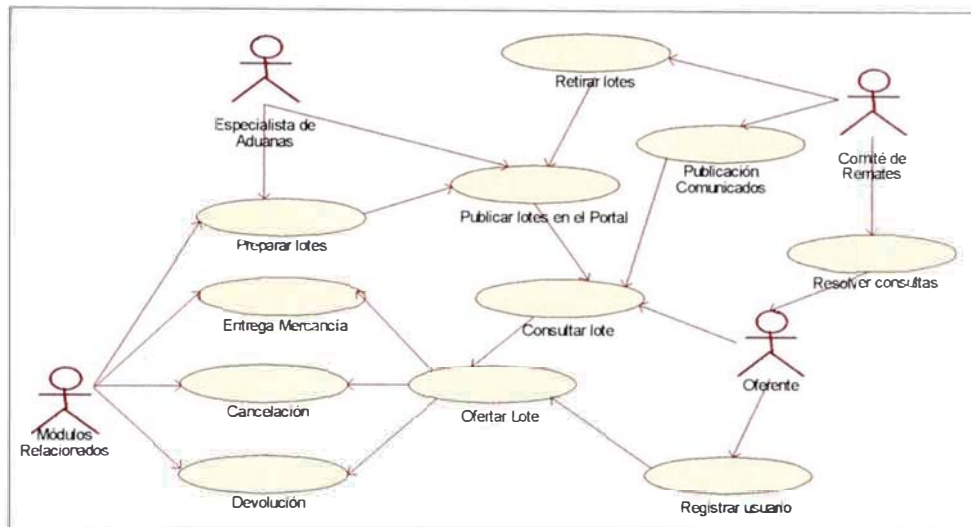 Retirar lotes
Especialista de
Aduanas
Publicación
Comunicados
Comité de
Remates
Publicar lotes en el Portal
Preparar lotes
Resolver consultas
Entrega Mercancía
Consultar lote
Oferente
Cancelación
Ofertar Lote
Módulos
Relacionados
Devolución
Registrar usuario